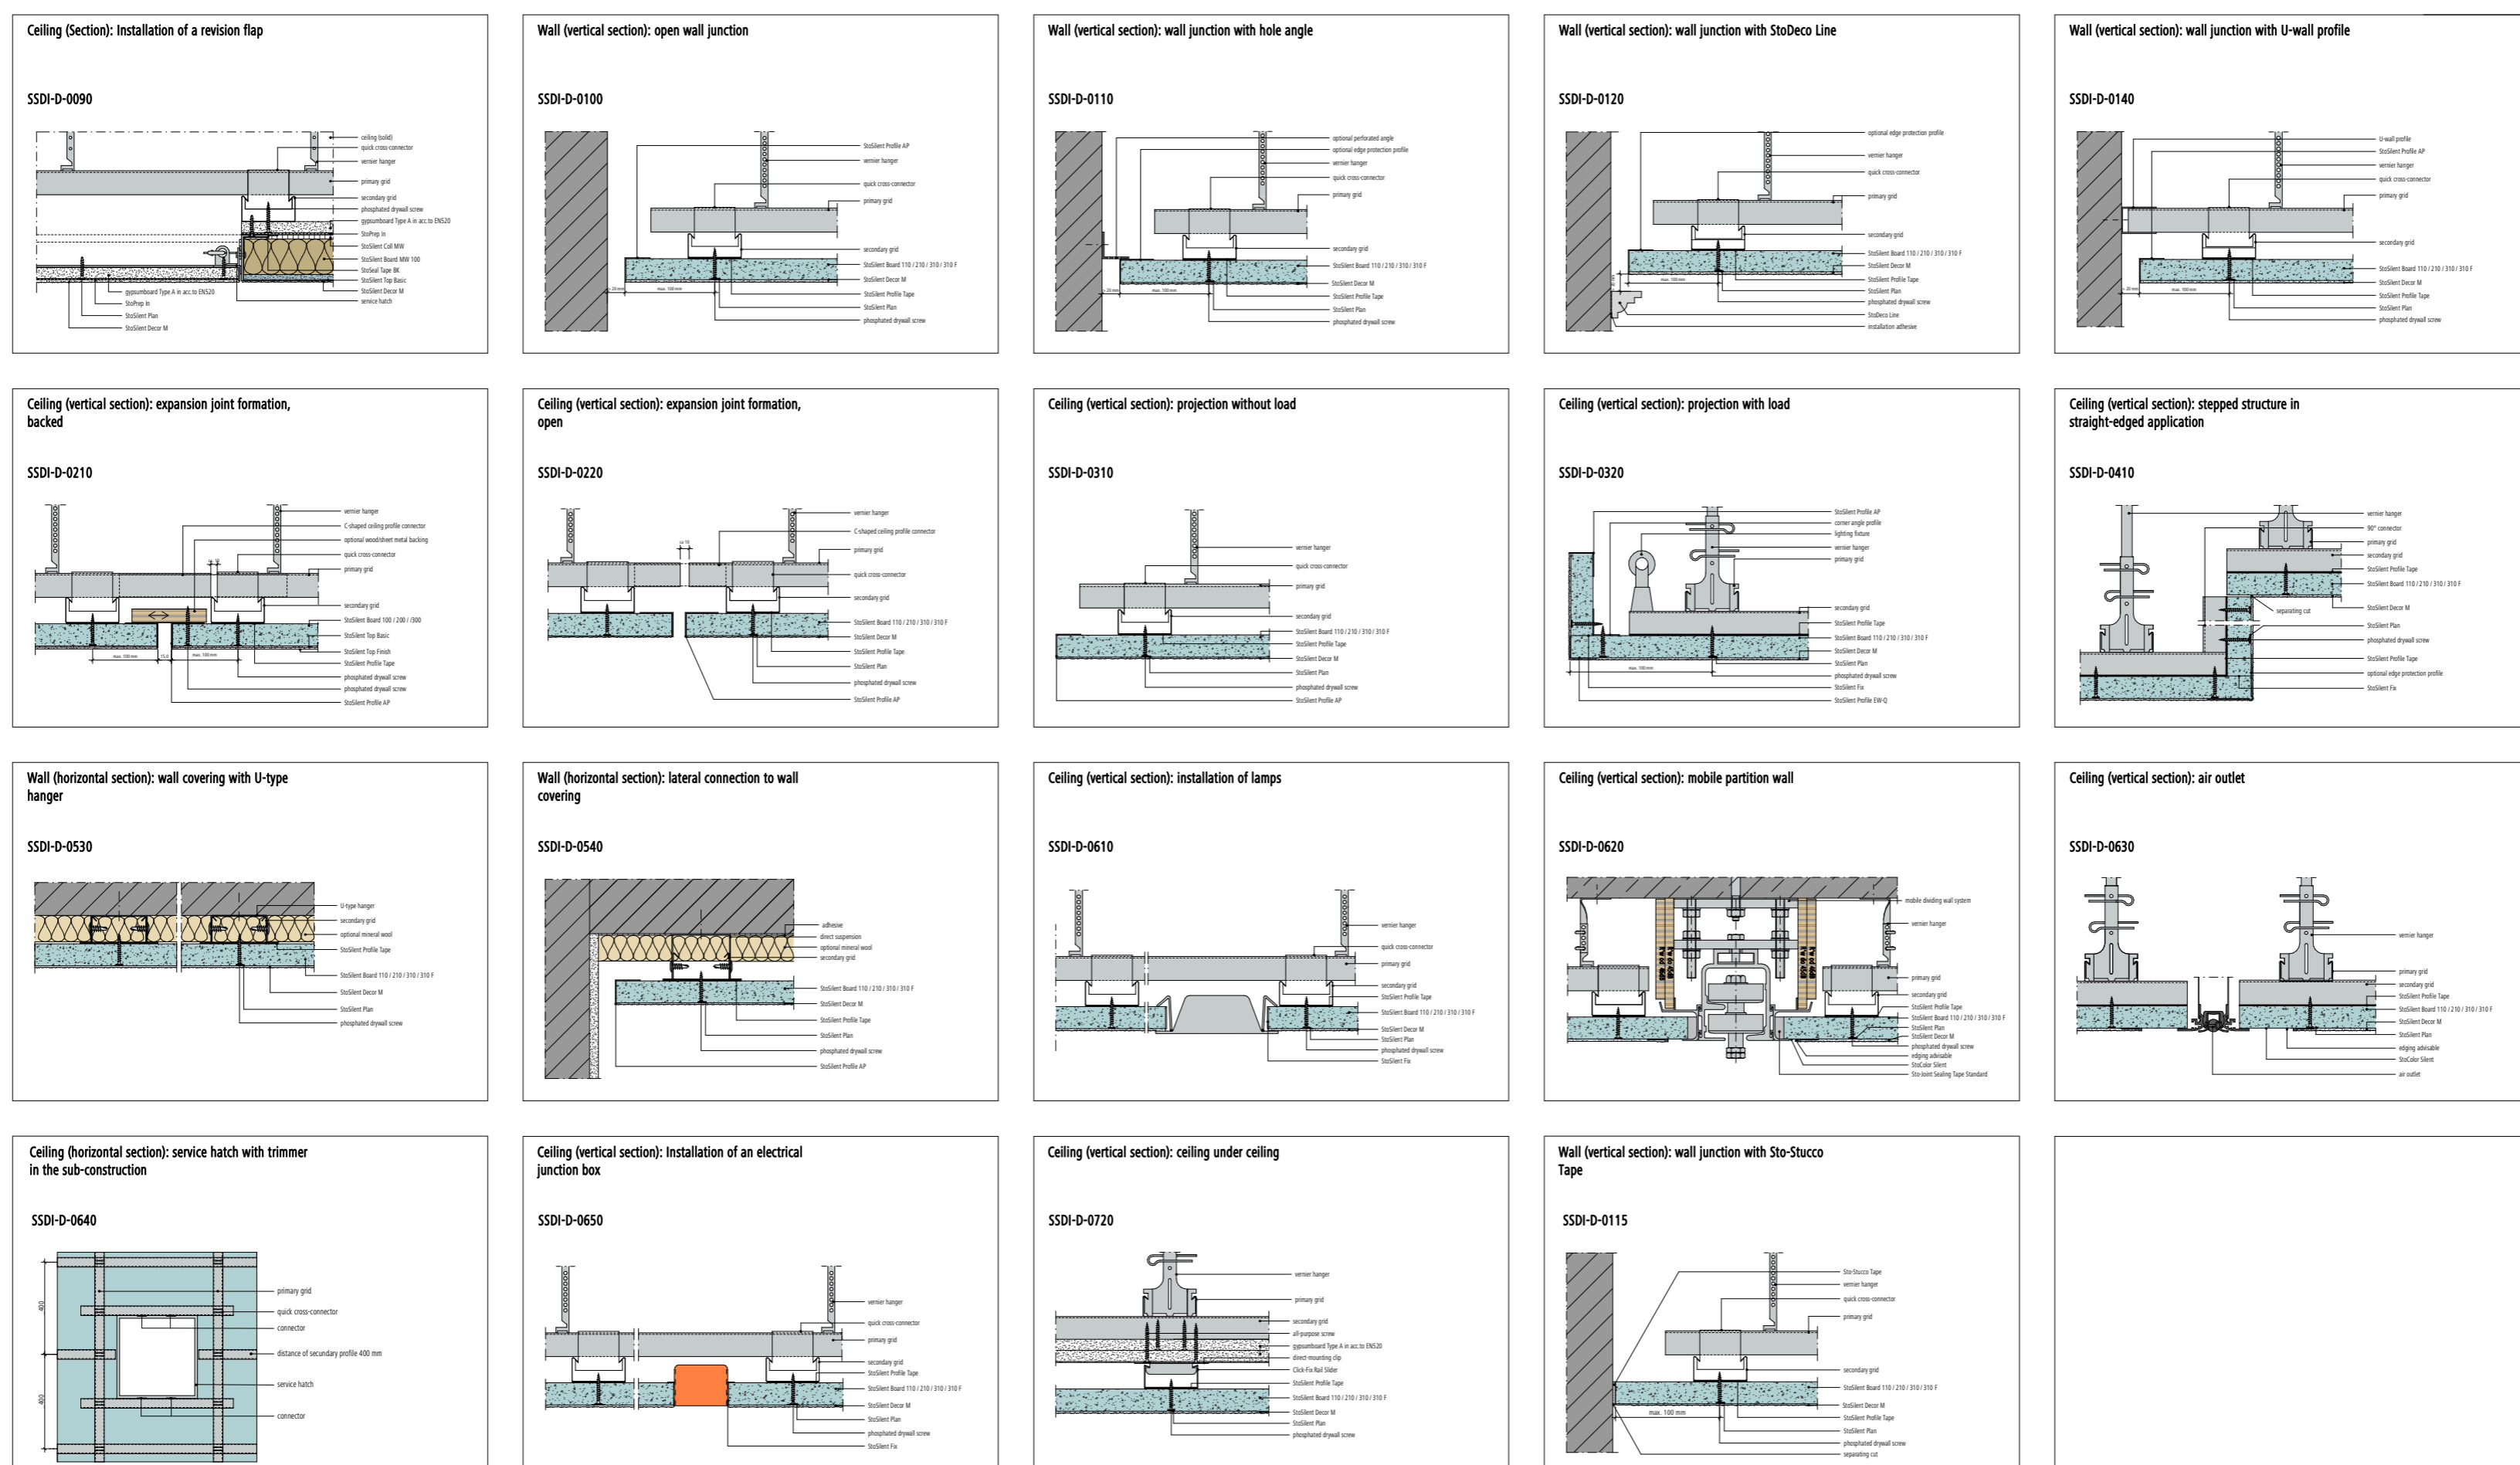 Ceiling (Section): Installation of a revision flap
SSDI-D-0090
ceiling (solid)
quick cross-connector
vernier hanger
primary grid
secondary grid
phosphated drywall screw
gypsumboard Type A in acc.to EN520
StoPrep In
StoSilent Coll MW
StoSilent Board MW 100
StoSeal Tape BK
StoSilent Top Basic
StoSilent Decor M
service hatch
gypsumboard Type A in acc.to EN520
StoPrep In
StoSilent Plan
StoSilent Decor M
Wall (vertical section): open wall junction
SSDI-D-0100
StoSilent Profile AP
vernier hanger
quick cross-connector
primary grid
secondary grid
StoSilent Board 110 / 210 / 310 / 310 F
StoSilent Decor M
StoSilent Profile Tape
StoSilent Plan
phosphated drywall screw
~ 20 mm
max. 100 mm
Wall (vertical section): wall junction with hole angle
SSDI-D-0110
optional perforated angle
optional edge protection profile
vernier hanger
quick cross-connector
primary grid
secondary grid
StoSilent Board 110 / 210 / 310 / 310 F
StoSilent Decor M
StoSilent Profile Tape
StoSilent Plan
phosphated drywall screw
~ 20 mm
max. 100 mm
Wall (vertical section): wall junction with StoDeco Line
SSDI-D-0120
optional edge protection profile
vernier hanger
quick cross-connector
primary grid
secondary grid
StoSilent Board 110 / 210 / 310 / 310 F
StoSilent Decor M
StoSilent Profile Tape
StoSilent Plan
phosphated drywall screw
StoDeco Line
installation adhesive
max. 100 mm
Wall (vertical section): wall junction with U-wall profile
SSDI-D-0140
U-wall profile
StoSilent Profile AP
vernier hanger
quick cross-connector
primary grid
secondary grid
StoSilent Board 110 / 210 / 310 / 310 F
StoSilent Decor M
StoSilent Profile Tape
StoSilent Plan
phosphated drywall screw
~ 20 mm
max. 100 mm
Ceiling (vertical section): expansion joint formation,
backed
SSDI-D-0210
vernier hanger
C-shaped ceiling profile connector
optional wood/sheet metal backing
quick cross-connector
primary grid
secondary grid
StoSilent Board 100 / 200 / /300
StoSilent Top Basic
StoSilent Top Finish
StoSilent Profile Tape
phosphated drywall screw
phosphated drywall screw
StoSilent Profile AP
ca. 10
max. 100 mm
15,0
max. 100 mm
Ceiling (vertical section): expansion joint formation,
open
SSDI-D-0220
vernier hanger
C-shaped ceiling profile connector
primary grid
quick cross-connector
secondary grid
StoSilent Board 110 / 210 / 310 / 310 F
StoSilent Decor M
StoSilent Profile Tape
StoSilent Plan
phosphated drywall screw
StoSilent Profile AP
ca 10
Ceiling (vertical section): projection without load
SSDI-D-0310
vernier hanger
quick cross-connector
primary grid
secondary grid
StoSilent Board 110 / 210 / 310 / 310 F
StoSilent Profile Tape
StoSilent Decor M
StoSilent Plan
phosphated drywall screw
StoSilent Profile AP
Ceiling (vertical section): projection with load
SSDI-D-0320
StoSilent Profile AP
corner angle profile
lighting fixture
vernier hanger
primary grid
secondary grid
StoSilent Profile Tape
StoSilent Board 110 / 210 / 310 / 310 F
StoSilent Decor M
StoSilent Plan
phosphated drywall screw
StoSilent Fix
StoSilent Profile EW-Q
max. 100 mm
Ceiling (vertical section): stepped structure in
straight-edged application
SSDI-D-0410
vernier hanger
90° connector
primary grid
secondary grid
StoSilent Profile Tape
StoSilent Board 110 / 210 / 310 / 310 F
StoSilent Decor M
separating cut
StoSilent Plan
phosphated drywall screw
StoSilent Profile Tape
optional edge protection profile
StoSilent Fix
Wall (horizontal section): wall covering with U-type
hanger
SSDI-D-0530
U-type hanger
secondary grid
optional mineral wool
StoSilent Profile Tape
StoSilent Board 110 / 210 / 310 / 310 F
StoSilent Decor M
StoSilent Plan
phosphated drywall screw
Wall (horizontal section): lateral connection to wall
covering
SSDI-D-0540
adhesive
direct suspension
optional mineral wool
secondary grid
StoSilent Board 110 / 210 / 310 / 310 F
StoSilent Decor M
StoSilent Profile Tape
StoSilent Plan
phosphated drywall screw
StoSilent Profile AP
Ceiling (vertical section): installation of lamps
SSDI-D-0610
vernier hanger
quick cross-connector
primary grid
secondary grid
StoSilent Profile Tape
StoSilent Board 110 / 210 / 310 / 310 F
StoSilent Decor M
StoSilent Plan
phosphated drywall screw
StoSilent Fix
Ceiling (vertical section): mobile partition wall
SSDI-D-0620
mobile dividing wall system
vernier hanger
primary grid
secondary grid
StoSilent Profile Tape
StoSilent Board 110 / 210 / 310 / 310 F
StoSilent Plan
StoSilent Decor M
phosphated drywall screw
edging advisable
StoColor Silent
Sto-Joint Sealing Tape Standard
Ceiling (vertical section): air outlet
SSDI-D-0630
vernier hanger
primary grid
secondary grid
StoSilent Profile Tape
StoSilent Board 110 / 210 / 310 / 310 F
StoSilent Decor M
StoSilent Plan
edging advisable
StoColor Silent
air outlet
Ceiling (horizontal section): service hatch with trimmer
in the sub-construction
SSDI-D-0640
primary grid
quick cross-connector
connector
distance of secundary profile 400 mm
service hatch
connector
Ceiling (vertical section): Installation of an electrical
junction box
SSDI-D-0650
vernier hanger
quick cross-connector
primary grid
secondary grid
StoSilent Profile Tape
StoSilent Board 110 / 210 / 310 / 310 F
StoSilent Decor M
StoSilent Plan
phosphated drywall screw
StoSilent Fix
Ceiling (vertical section): ceiling under ceiling
SSDI-D-0720
vernier hanger
primary grid
secondary grid
all-purpose screw
gypsumboard Type A in acc.to EN520
direct-mounting clip
Click-Fix Rail Slider
StoSilent Profile Tape
StoSilent Board 110 / 210 / 310 / 310 F
StoSilent Decor M
StoSilent Plan
phosphated drywall screw
Wall (vertical section): wall junction with Sto-Stucco
Tape
SSDI-D-0115
Sto-Stucco Tape
vernier hanger
quick cross-connector
primary grid
secondary grid
StoSilent Board 110 / 210 / 310 / 310 F
StoSilent Decor M
StoSilent Profile Tape
StoSilent Plan
phosphated drywall screw
separating cut
max. 100 mm